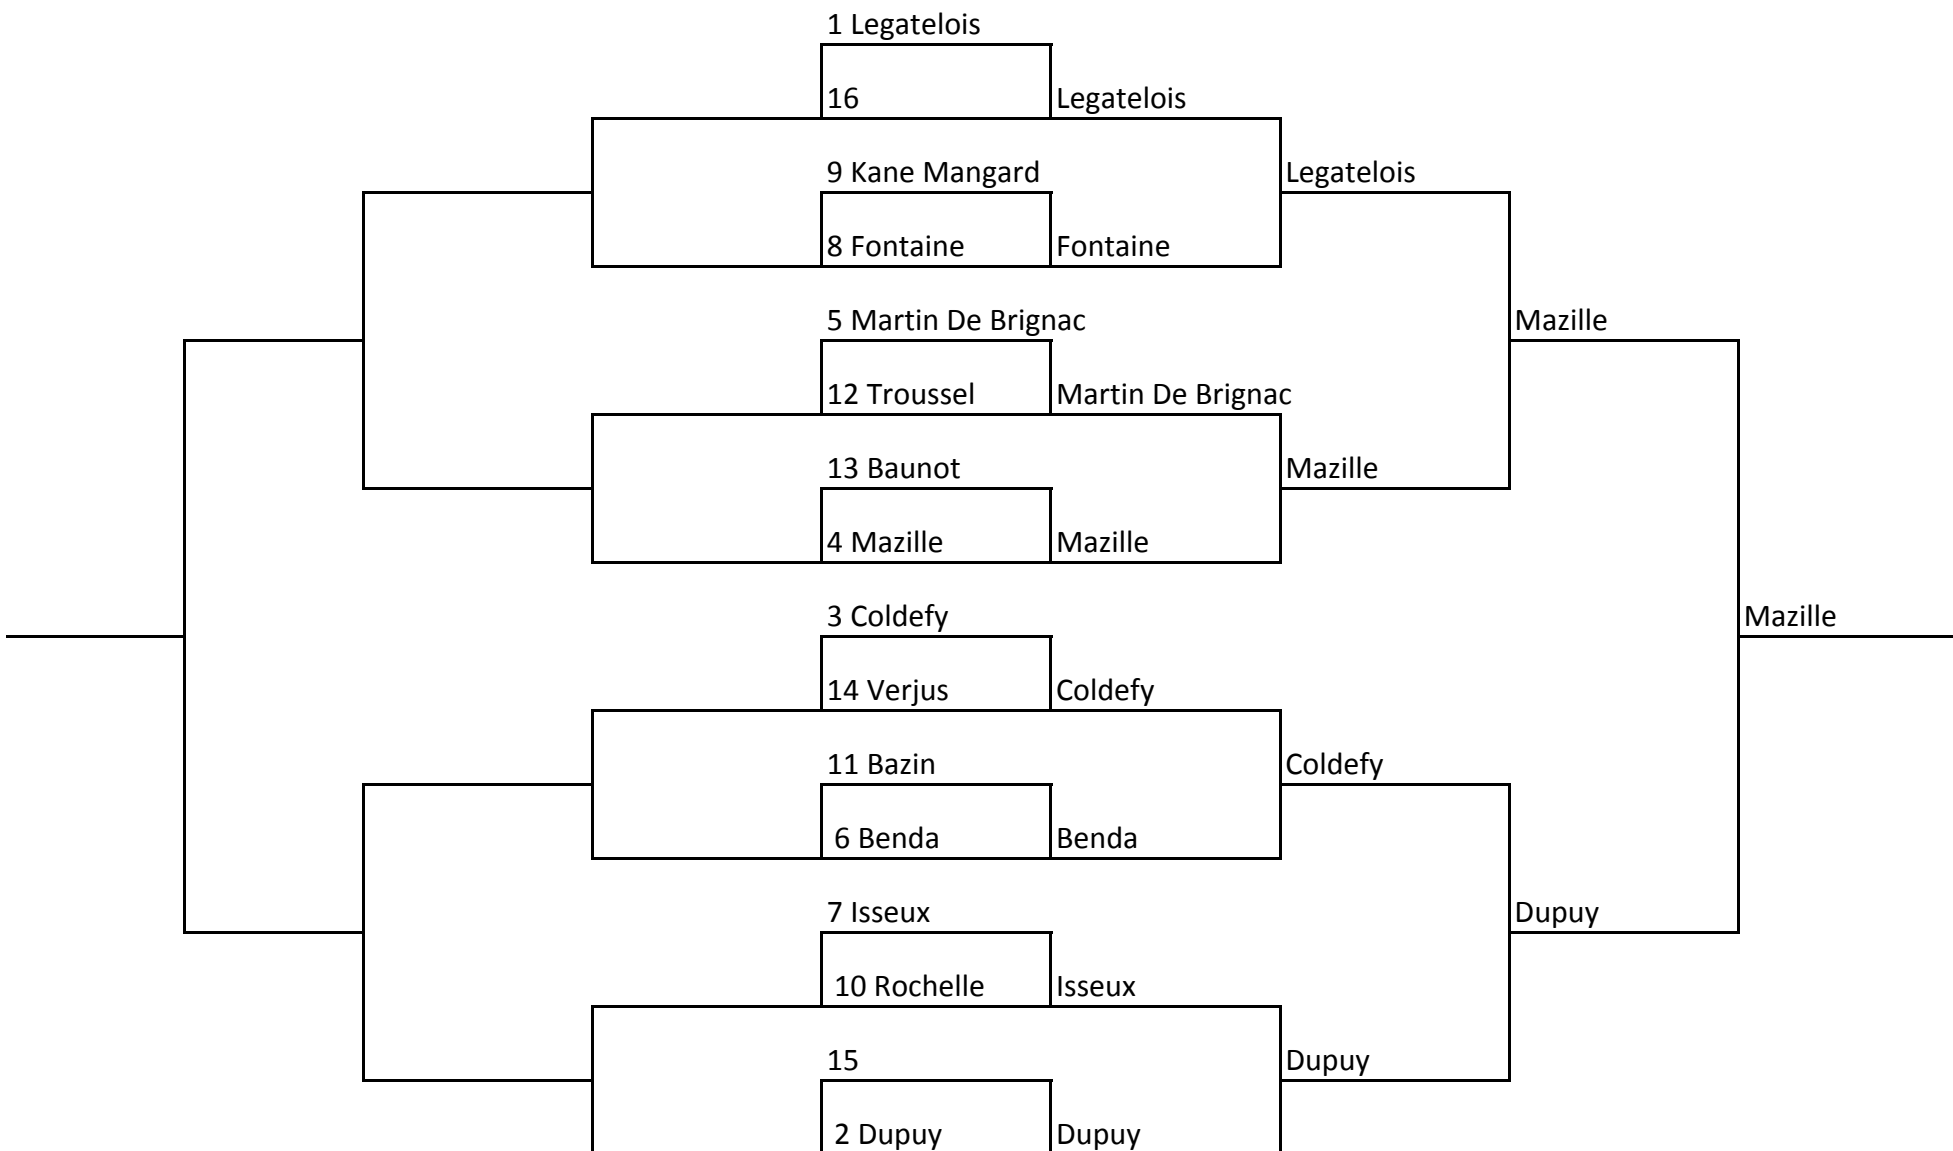 1 Legatelois
16 Legatelois
9 Kane Mangard Legatelois
8 Fontaine Fontaine
5 Martin De Brignac Mazille
12 Troussel Martin De Brignac
13 Baunot Mazille
4 Mazille Mazille
3 Coldefy Mazille
14 Verjus Coldefy
11 Bazin Coldefy
6 Benda Benda
7 Isseux Dupuy
10 Rochelle Isseux
15 Dupuy
2 Dupuy Dupuy